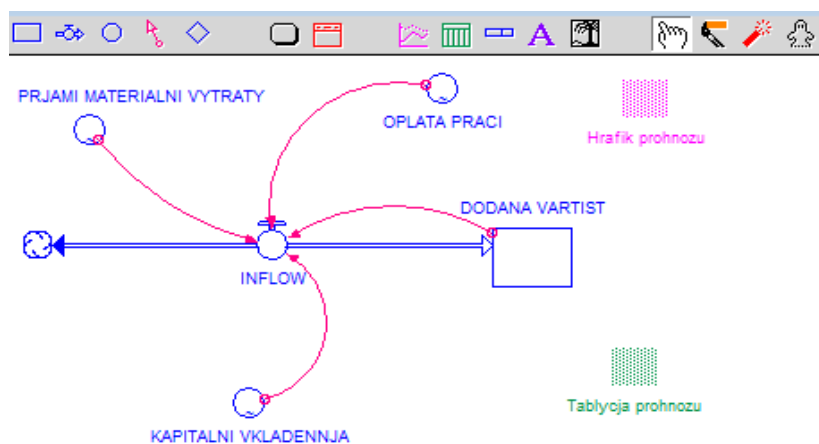 A
PRJAMI MATERIALNI VYTRATY
OPLATA PRACI
Hrafik prohnozu
DODANA VARTIST
INFLOW
Tablycja prohnozu
KAPITALNI VKLADENNJA